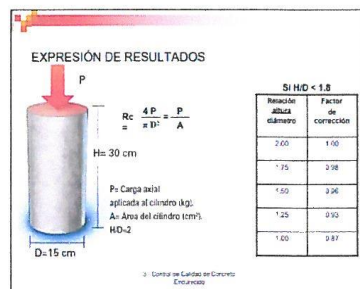 EXPRESIÓN DE RESULTADOS
P
Rc = 4 P / π D² = P / A
H= 30 cm
P= Carga axial
aplicada al cilindro (kg).
A= Area del cilindro (cm²).
H/D=2
D=15 cm
Si H/D < 1.8
Relación altura diámetro Factor de corrección
2.00 1.00
1.75 0.98
1.50 0.96
1.25 0.93
1.00 0.87
3 - Control de Calidad de Concreto
Endurecido